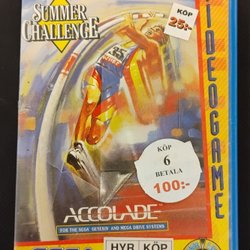 SUMMER
CHALLENGE
KÖP
25:-
VIDEOGAME
KÖP
6
BETALA
100:-
ACCOLADE
FOR THE SEGA GENESIS AND MEGA DRIVE SYSTEMS
HYR KÖP